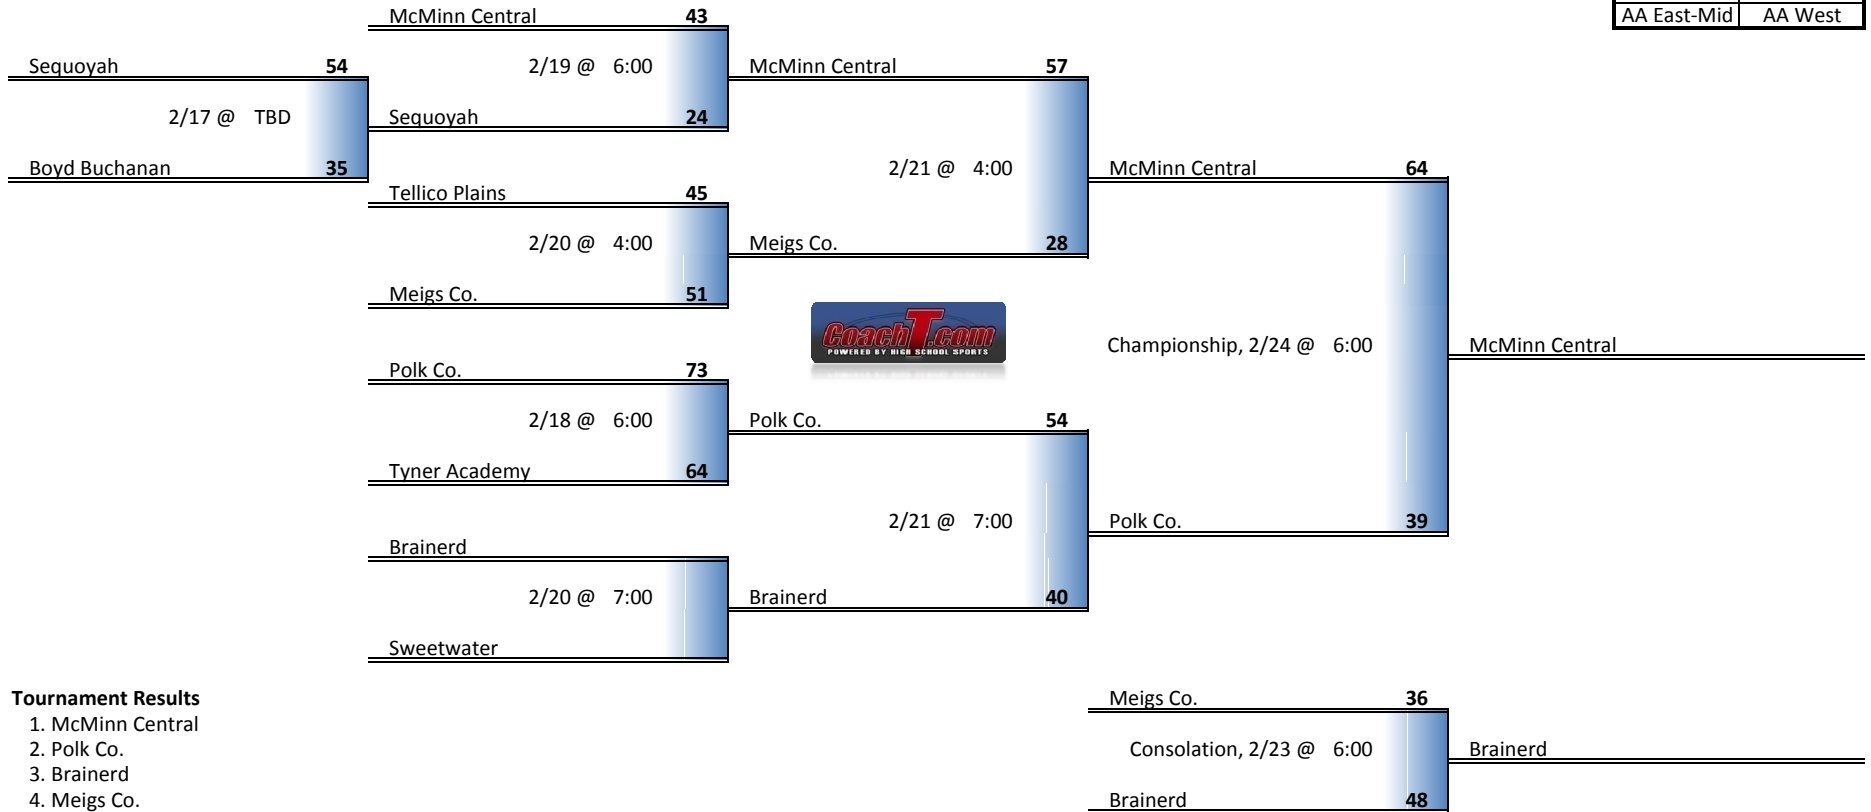 AA East-Mid AA West
McMinn Central 43
2/19 @ 6:00
Sequoyah 24
Sequoyah 54
2/17 @ TBD
Boyd Buchanan 35
Tellico Plains 45
2/20 @ 4:00
Meigs Co. 51
Polk Co. 73
2/18 @ 6:00
Tyner Academy 64
Brainerd
2/20 @ 7:00
Sweetwater
McMinn Central 57
2/21 @ 4:00
Meigs Co. 28
CoachT.com
POWERED BY HIGH SCHOOL SPORTS
Polk Co. 54
2/21 @ 7:00
Brainerd 40
McMinn Central 64
Championship, 2/24 @ 6:00
Polk Co. 39
McMinn Central
Tournament Results
1. McMinn Central
2. Polk Co.
3. Brainerd
4. Meigs Co.
Meigs Co. 36
Consolation, 2/23 @ 6:00
Brainerd 48
Brainerd